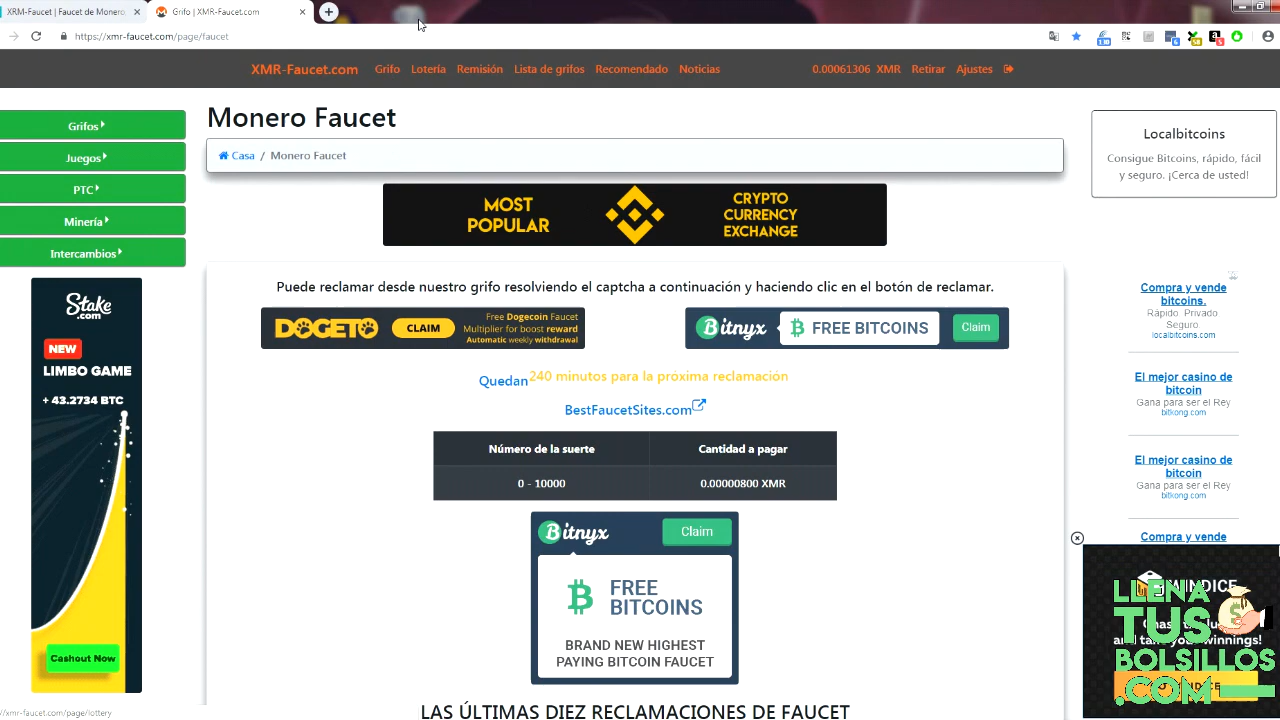 XRM-Faucet | Faucet de Monero
Grifo | XMR-Faucet.com
https://xmr-faucet.com/page/faucet
XMR-Faucet.com Grifo Lotería Remisión Lista de grifos Recomendado Noticias 0.00061306 XMR Retirar Ajustes
Grifos
Juegos
PTC
Minería
Intercambios
Stake
.com
NEW
LIMBO GAME
+ 43.2734 BTC
Cashout Now
Monero Faucet
Casa / Monero Faucet
MOST
POPULAR
CRYPTO
CURRENCY
EXCHANGE
Puede reclamar desde nuestro grifo resolviendo el captcha a continuación y haciendo clic en el botón de reclamar.
DOGETO
CLAIM
Free Dogecoin Faucet
Multiplier for boost reward
Automatic weekly withdrawal
Bitnyx FREE BITCOINS Claim
Quedan 240 minutos para la próxima reclamación
BestFaucetSites.com
Número de la suerte Cantidad a pagar
0 - 10000 0.00000800 XMR
Bitnyx Claim
FREE
BITCOINS
BRAND NEW HIGHEST
PAYING BITCOIN FAUCET
LAS ÚLTIMAS DIEZ RECLAMACIONES DE FAUCET
Localbitcoins
Consigue Bitcoins, rápido, fácil
y seguro. ¡Cerca de usted!
Compra y vende
bitcoins.
Rápido. Privado
Seguro.
localbitcoins.com
El mejor casino de
bitcoin
Gana para ser el Rey
bitkong.com
El mejor casino de
bitcoin
Gana para ser el Rey
bitkong.com
Compra y vende
LLENA
TUS
BOLSILLOS
.COM
winnings!
//xmr-faucet.com/page/lottery